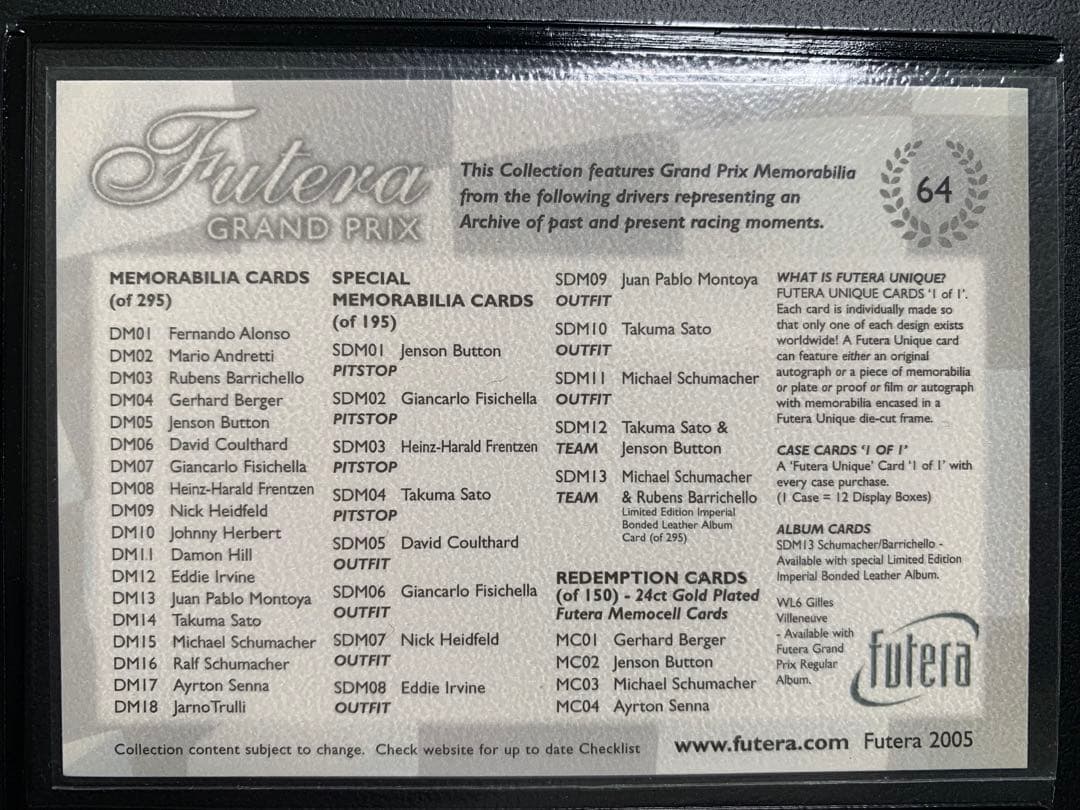 Futera
GRAND PRIX
This Collection features Grand Prix Memorabilia
from the following drivers representing an
Archive of past and present racing moments.
64
MEMORABILIA CARDS
(of 295)
DM01 Fernando Alonso
DM02 Mario Andretti
DM03 Rubens Barrichello
DM04 Gerhard Berger
DM05 Jenson Button
DM06 David Coulthard
DM07 Giancarlo Fisichella
DM08 Heinz-Harald Frentzen
DM09 Nick Heidfeld
DM10 Johnny Herbert
DM11 Damon Hill
DM12 Eddie Irvine
DM13 Juan Pablo Montoya
DM14 Takuma Sato
DM15 Michael Schumacher
DM16 Ralf Schumacher
DM17 Ayrton Senna
DM18 JarnoTrulli
SPECIAL
MEMORABILIA CARDS
(of 195)
SDM01 Jenson Button
PITSTOP
SDM02 Giancarlo Fisichella
PITSTOP
SDM03 Heinz-Harald Frentzen
PITSTOP
SDM04 Takuma Sato
PITSTOP
SDM05 David Coulthard
OUTFIT
SDM06 Giancarlo Fisichella
OUTFIT
SDM07 Nick Heidfeld
OUTFIT
SDM08 Eddie Irvine
OUTFIT
SDM09 Juan Pablo Montoya
OUTFIT
SDM10 Takuma Sato
OUTFIT
SDM11 Michael Schumacher
OUTFIT
SDM12 Takuma Sato &
TEAM Jenson Button
SDM13 Michael Schumacher
TEAM & Rubens Barrichello
Limited Edition Imperial
Bonded Leather Album
Card (of 295)
REDEMPTION CARDS
(of 150) - 24ct Gold Plated
Futera Memocell Cards
MC01 Gerhard Berger
MC02 Jenson Button
MC03 Michael Schumacher
MC04 Ayrton Senna
WHAT IS FUTERA UNIQUE?
FUTERA UNIQUE CARDS '1 of 1'.
Each card is individually made so
that only one of each design exists
worldwide! A Futera Unique card
can feature either an original
autograph or a piece of memorabilia
or plate or proof or film or autograph
with memorabilia encased in a
Futera Unique die-cut frame.
CASE CARDS '1 OF 1'
A 'Futera Unique' Card '1 of 1' with
every case purchase.
(1 Case = 12 Display Boxes)
ALBUM CARDS
SDM13 Schumacher/Barrichello -
Available with special Limited Edition
Imperial Bonded Leather Album.
WL6 Gilles
Villeneuve
- Available with
Futera Grand
Prix Regular
Album.
futera
Collection content subject to change. Check website for up to date Checklist
www.futera.com Futera 2005